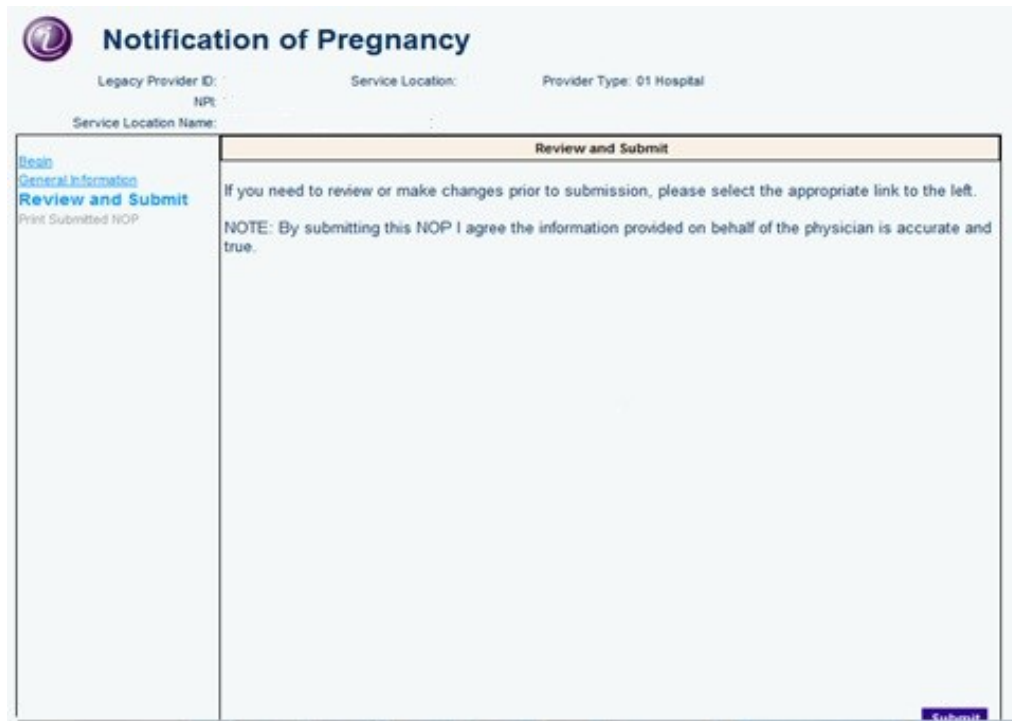 Notification of Pregnancy
Legacy Provider ID: Service Location: Provider Type: 01 Hospital
NPI:
Service Location Name:
Review and Submit
Begin
General Information
Review and Submit
Print Submitted NOP
If you need to review or make changes prior to submission, please select the appropriate link to the left.
NOTE: By submitting this NOP I agree the information provided on behalf of the physician is accurate and
true.
Submit